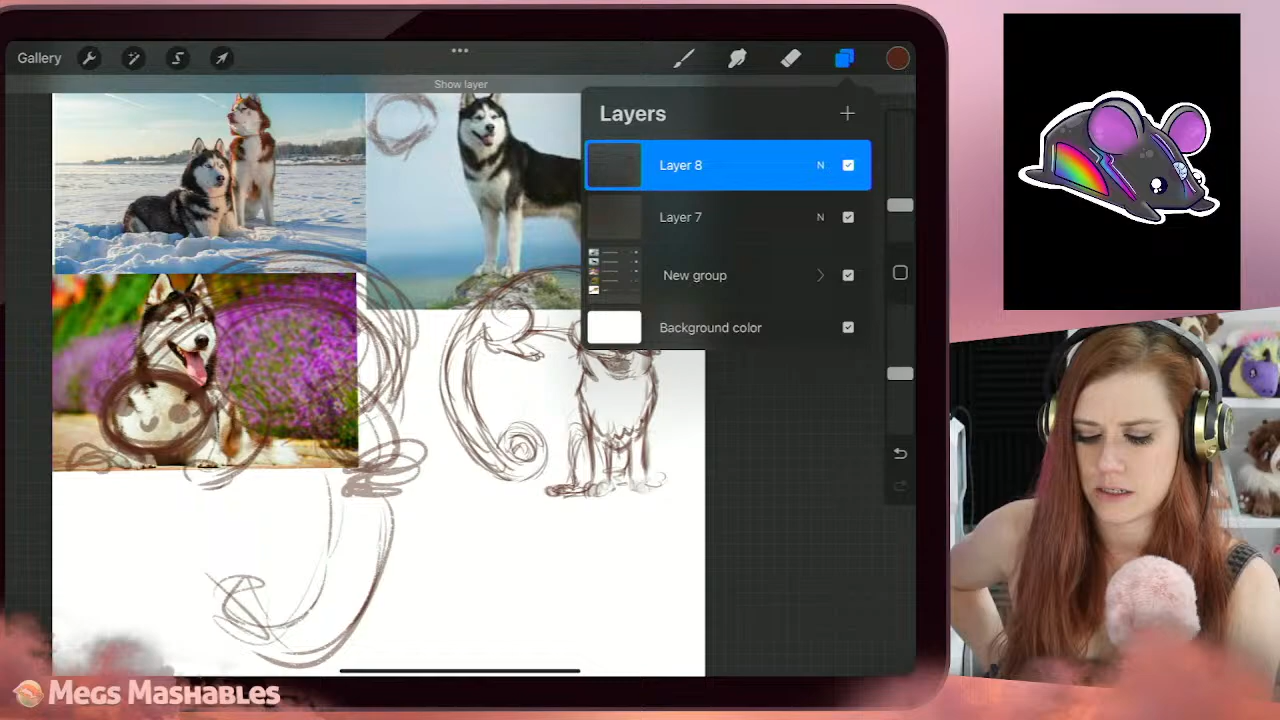 Gallery
Show layer
Layers
Layer 8 N
Layer 7 N
New group
Background color
Megs Mashables